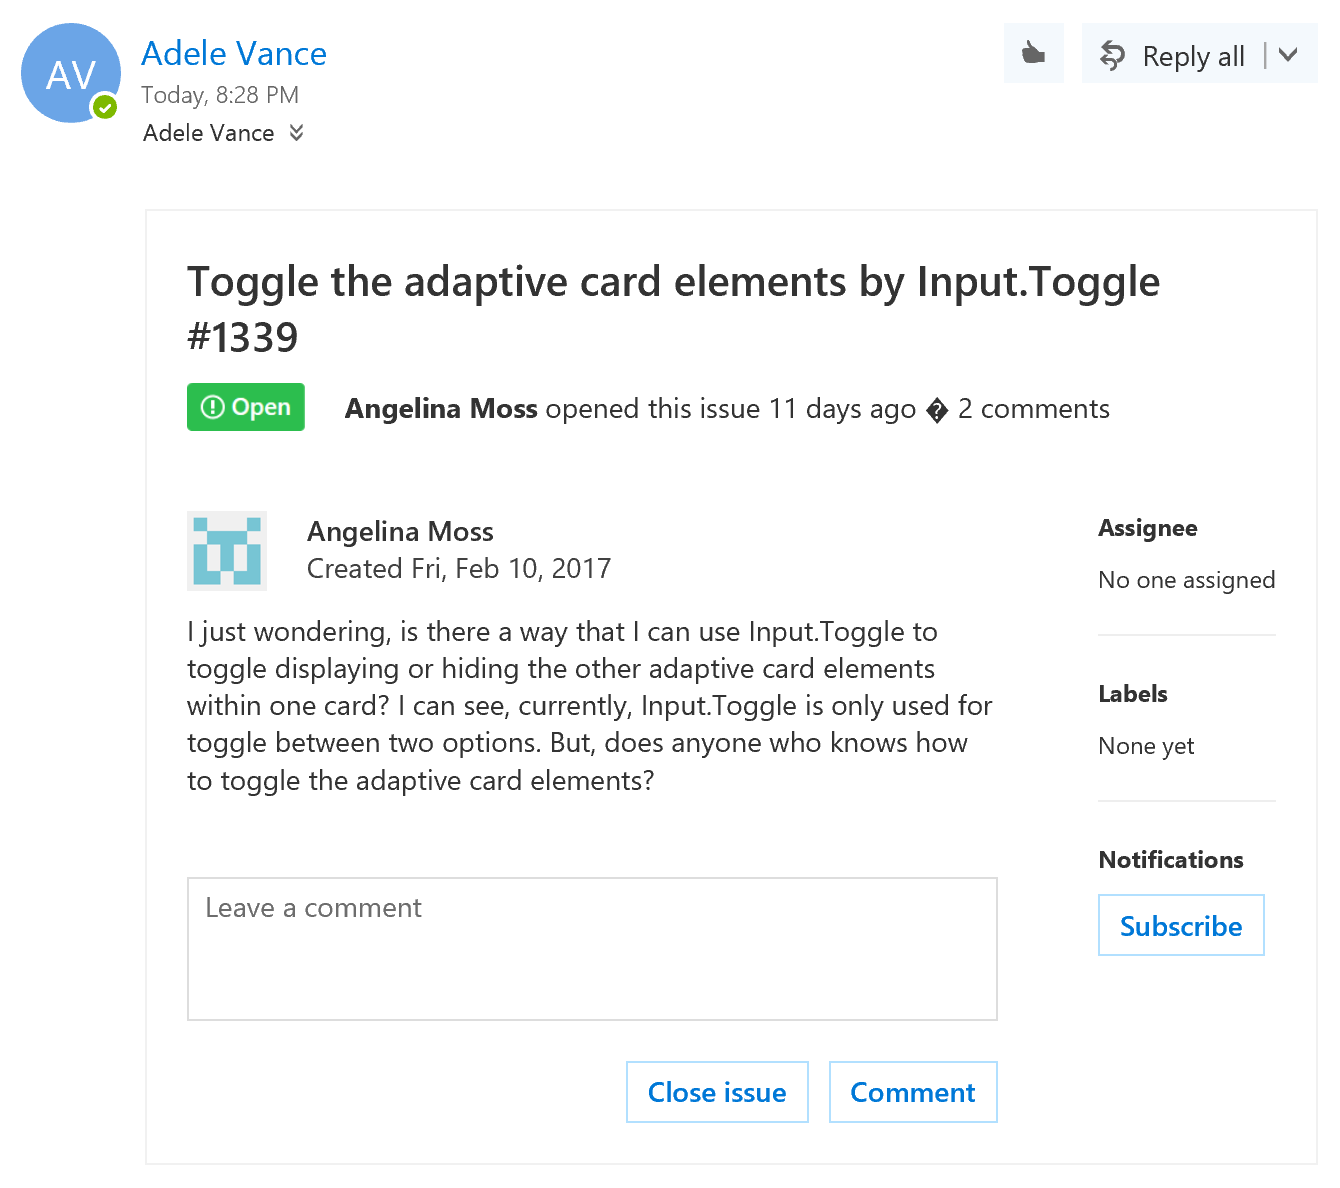 AV
Adele Vance
Today, 8:28 PM
Adele Vance
Reply all
Toggle the adaptive card elements by Input.Toggle
#1339
Open
Angelina Moss opened this issue 11 days ago � 2 comments
Angelina Moss
Created Fri, Feb 10, 2017
I just wondering, is there a way that I can use Input.Toggle to
toggle displaying or hiding the other adaptive card elements
within one card? I can see, currently, Input.Toggle is only used for
toggle between two options. But, does anyone who knows how
to toggle the adaptive card elements?
Leave a comment
Close issue
Comment
Assignee
No one assigned
Labels
None yet
Notifications
Subscribe